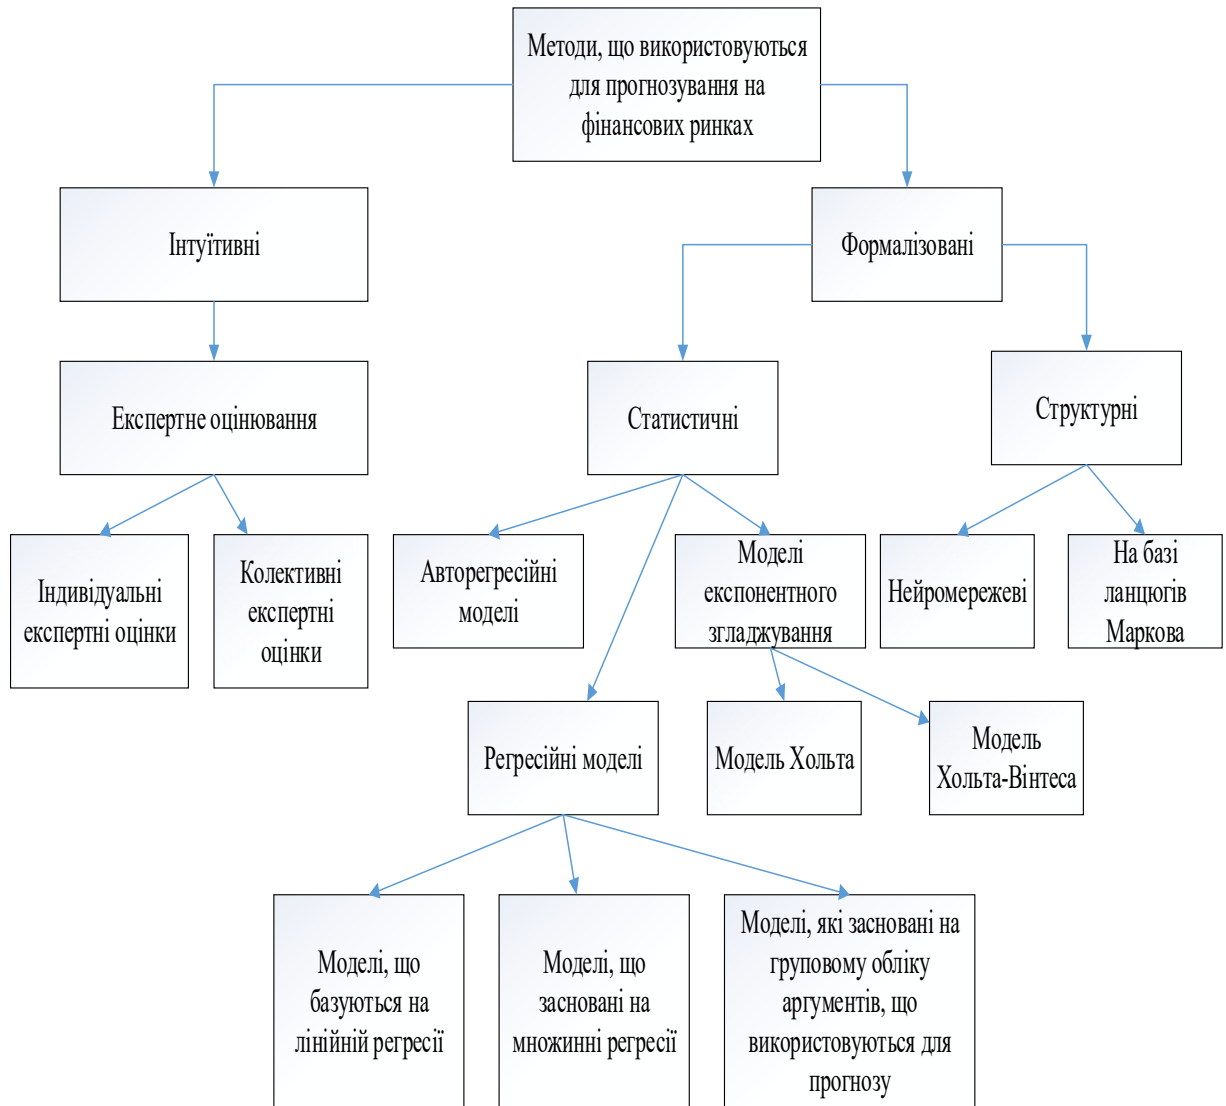 Методи, що використовуються
для прогнозування на
фінансових ринках
Інтуїтивні
Формалізовані
Експертне оцінювання
Статистичні
Структурні
Індивідуальні
експертні оцінки
Колективні
експертні
оцінки
Авторегресійні
моделі
Моделі
експонентного
згладжування
Нейромережеві
На базі
ланцюгів
Маркова
Регресійні моделі
Модель Хольта
Модель
Хольта-Вінтеса
Моделі, що
базуються на
лінійній регресії
Моделі, що
засновані на
множинні регресії
Моделі, які засновані на
груповому обліку
аргументів, що
використовуються для
прогнозу